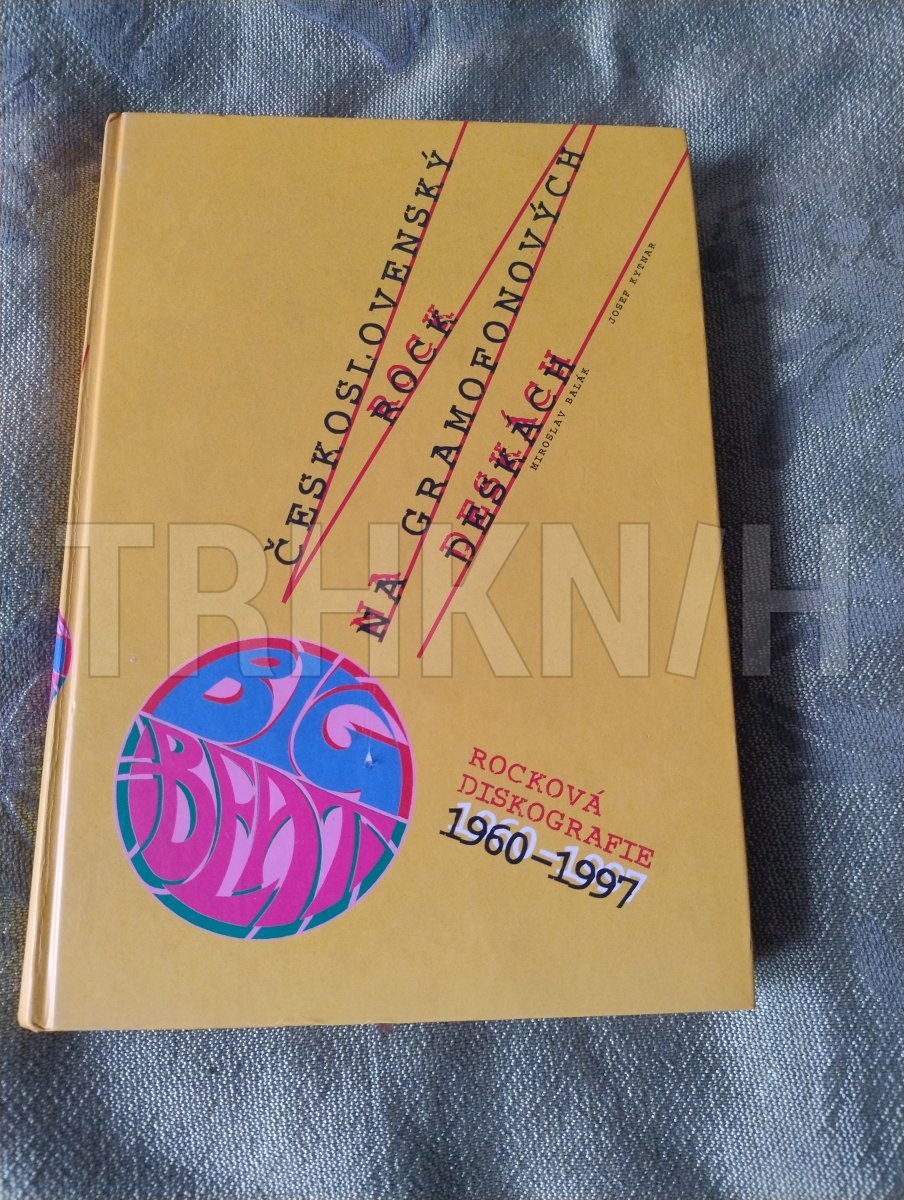 ČESKOSLOVENSKÝ
ROCK
NA GRAMOFONOVÝCH
DESKÁCH
MIROSLAV BALÁK
JOSEF KYTNAR
TRHKNIH
BIG
BEAT
ROCKOVÁ
DISKOGRAFIE
1960–1997